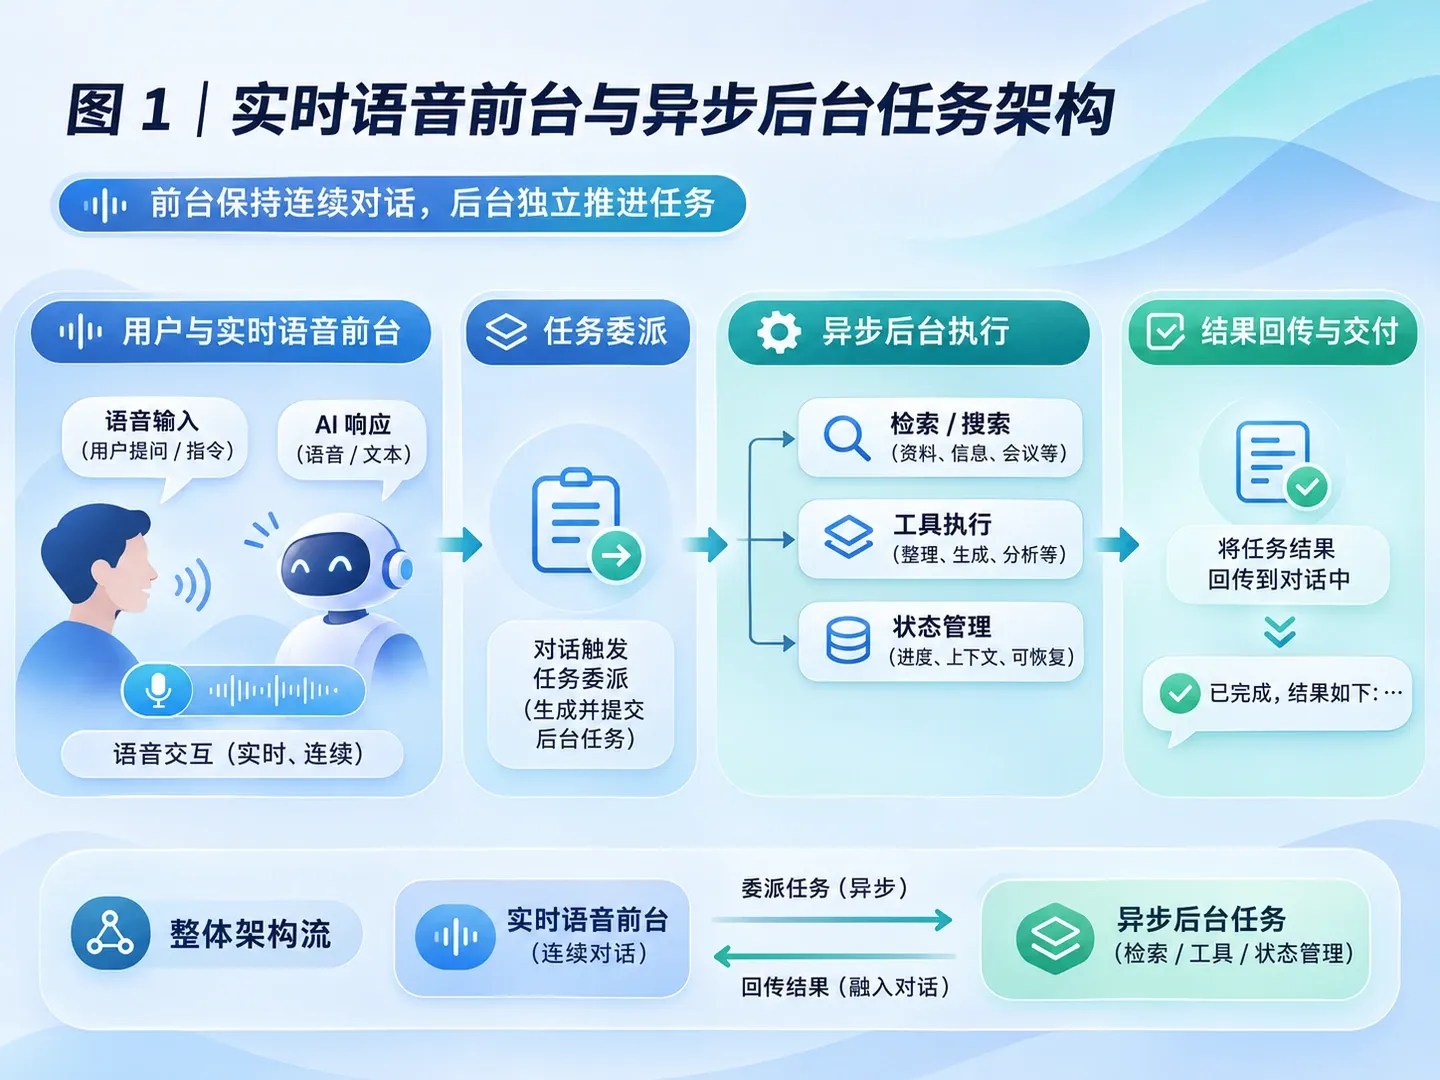 图 1｜实时语音前台与异步后台任务架构
前台保持连续对话，后台独立推进任务
用户与实时语音前台
语音输入
（用户提问 / 指令）
AI 响应
（语音 / 文本）
语音交互（实时、连续）
任务委派
对话触发
任务委派
（生成并提交
后台任务）
异步后台执行
检索 / 搜索
（资料、信息、会议等）
工具执行
（整理、生成、分析等）
状态管理
（进度、上下文、可恢复）
结果回传与交付
将任务结果
回传到对话中
已完成，结果如下：…
整体架构流
实时语音前台
（连续对话）
委派任务（异步）
回传结果（融入对话）
异步后台任务
（检索 / 工具 / 状态管理）